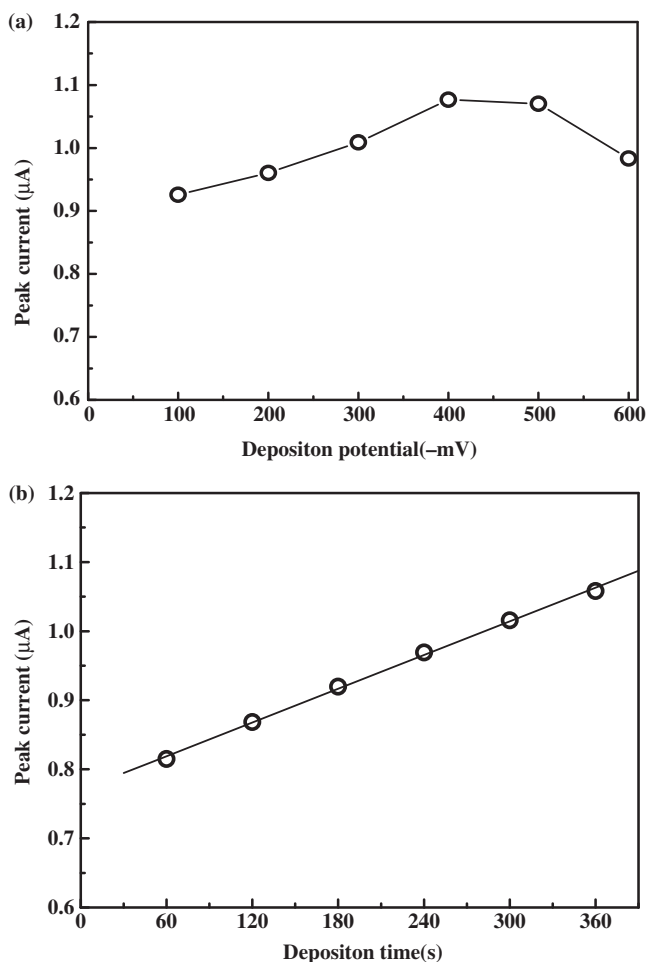 (a)
1.2
1.1
1.0
0.9
0.8
0.7
0.6
Peak current (μA)
0 100 200 300 400 500 600
Depositon potential(–mV)
(b)
1.2
1.1
1.0
0.9
0.8
0.7
0.6
Peak current (μA)
0 60 120 180 240 300 360
Depositon time(s)